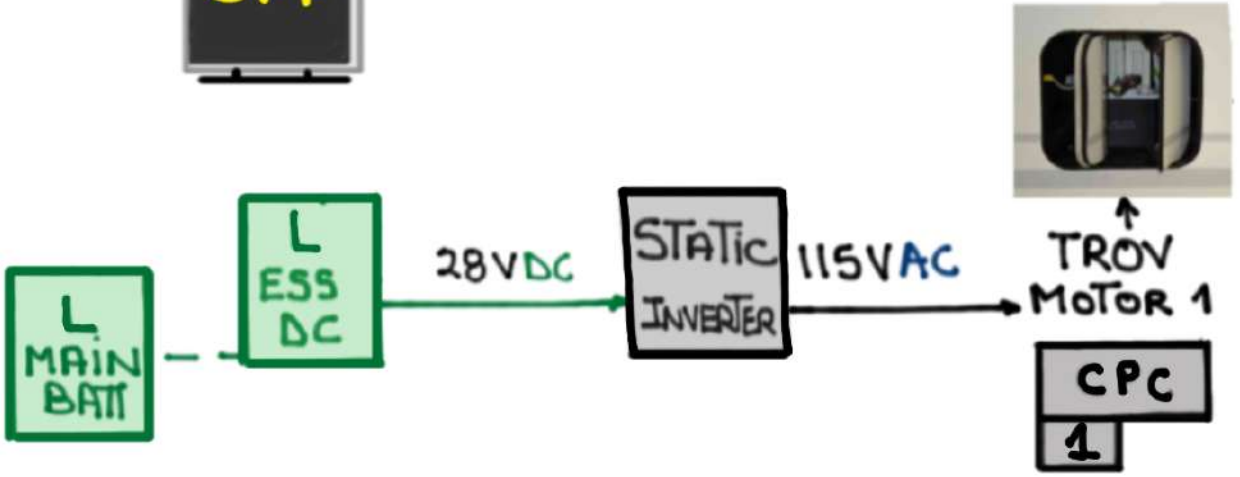 L
ESS
DC
28VDC
STATIC
INVERTER
115VAC
TROV
MOTOR 1
L
MAIN
BATT
CPC
1